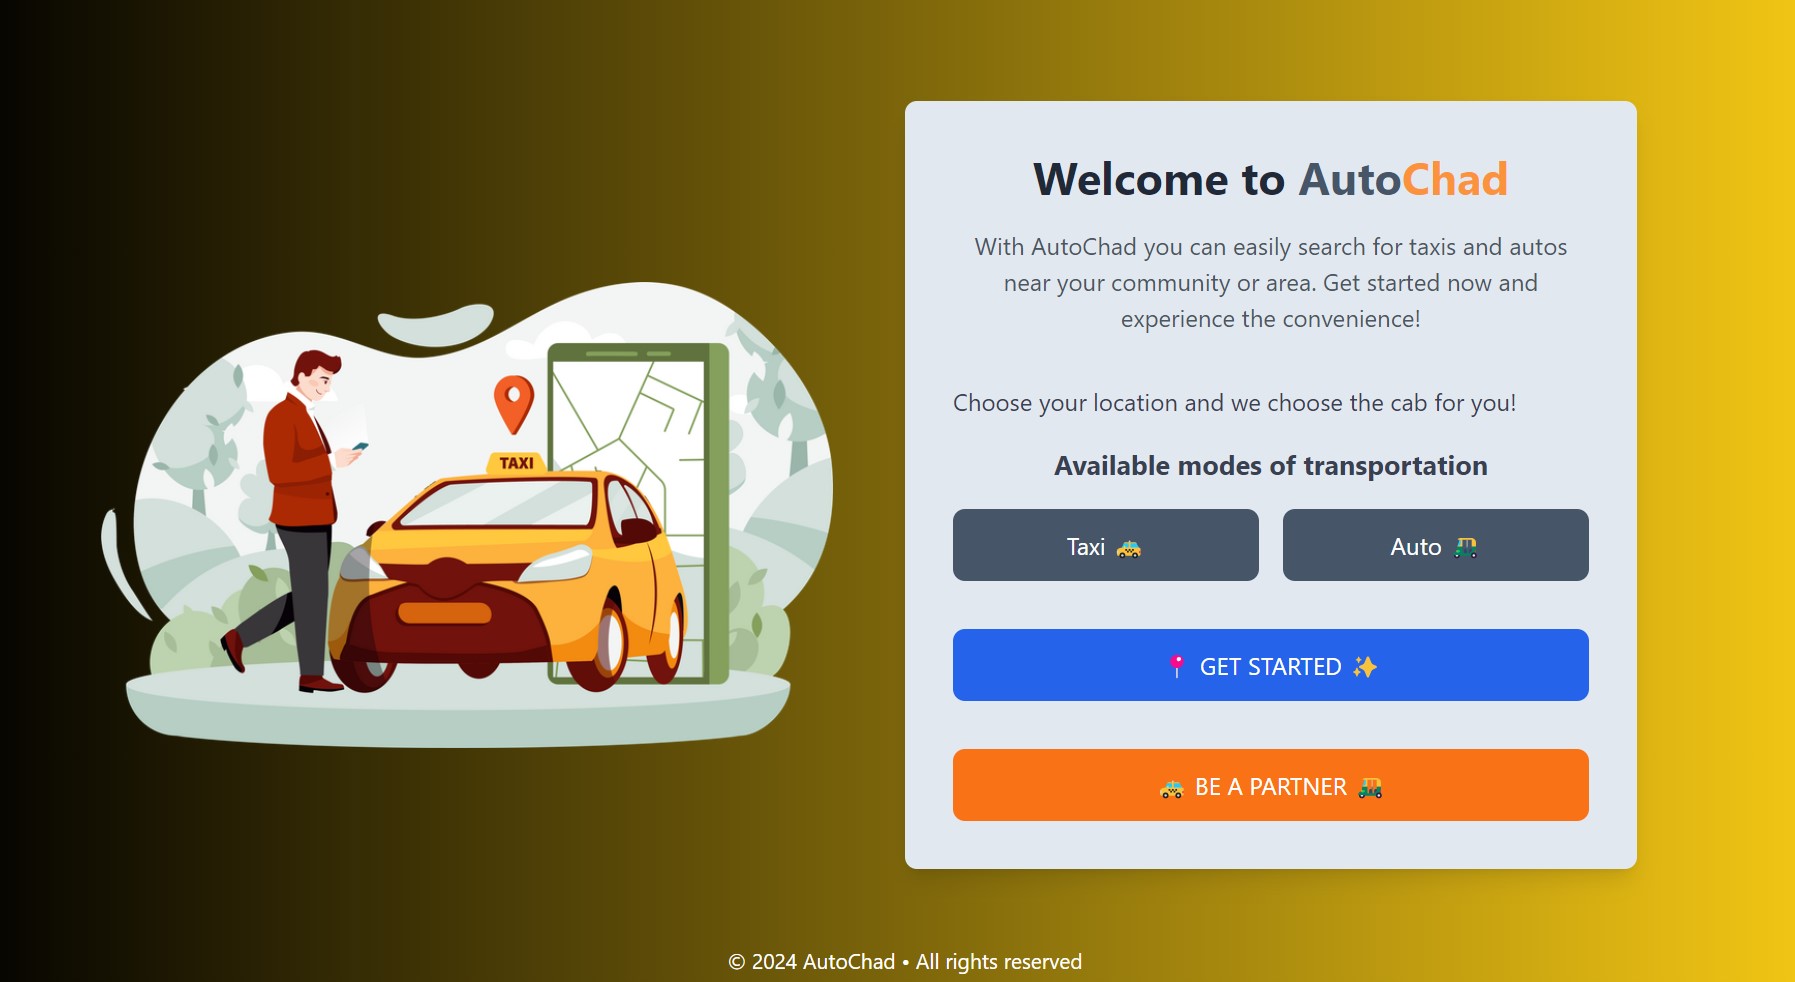 Welcome to AutoChad
With AutoChad you can easily search for taxis and autos
near your community or area. Get started now and
experience the convenience!
Choose your location and we choose the cab for you!
TAXI
Available modes of transportation
Taxi 🚕 Auto 🛺
📍 GET STARTED ✨
🚕 BE A PARTNER 🛺
© 2024 AutoChad • All rights reserved